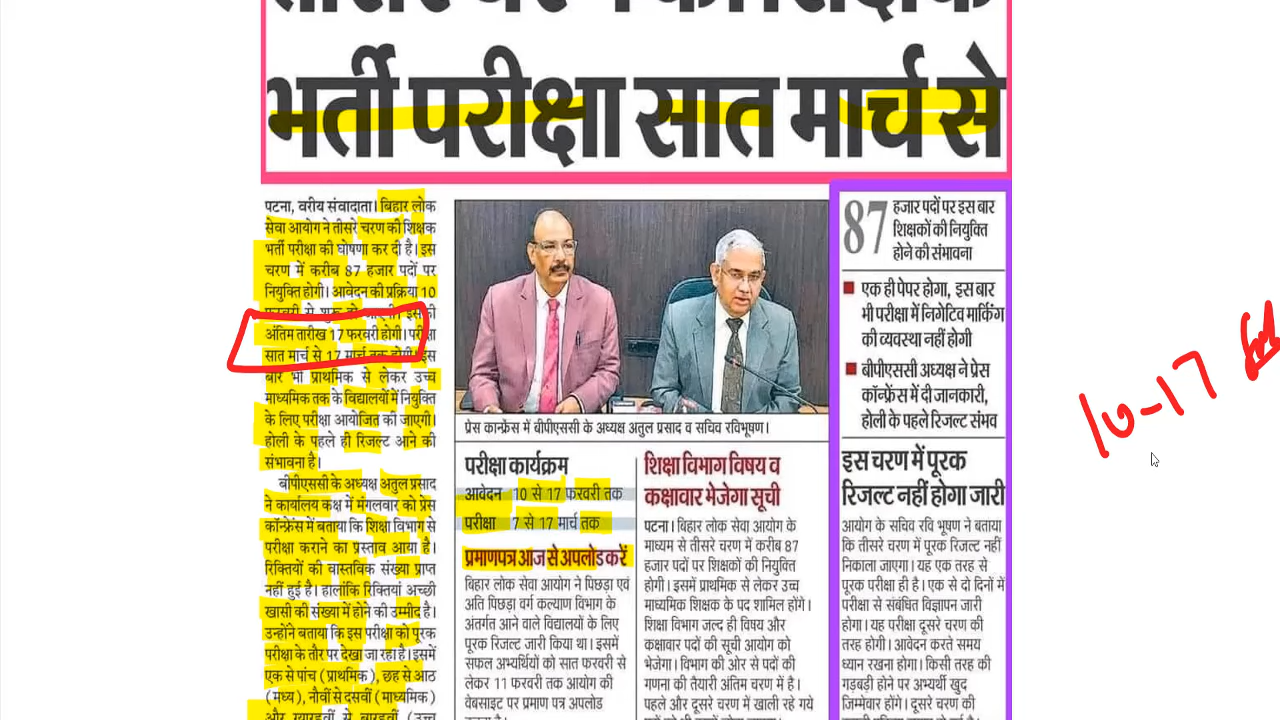 तीसरे चरण की शिक्षक
भर्ती परीक्षा सात मार्च से
पटना, वरीय संवाददाता। बिहार लोक
सेवा आयोग ने तीसरे चरण की शिक्षक
भर्ती परीक्षा की घोषणा कर दी है। इस
चरण में करीब 87 हजार पदों पर
नियुक्ति होगी। आवेदन की प्रक्रिया 10
फरवरी से शुरू हो जाएगी। इसकी
अंतिम तारीख 17 फरवरी होगी। परीक्षा
सात मार्च से 17 मार्च तक होगी। इस
बार भी प्राथमिक से लेकर उच्च
माध्यमिक तक के विद्यालयों में नियुक्ति
के लिए परीक्षा आयोजित की जाएगी।
होली के पहले ही रिजल्ट आने की
संभावना है।
बीपीएससी के अध्यक्ष अतुल प्रसाद
ने कार्यालय कक्ष में मंगलवार को प्रेस
कॉन्फ्रेंस में बताया कि शिक्षा विभाग से
परीक्षा कराने का प्रस्ताव आया है।
रिक्तियों की वास्तविक संख्या प्राप्त
नहीं हुई है। हालांकि रिक्तियां अच्छी
खासी की संख्या में होने की उम्मीद है।
उन्होंने बताया कि इस परीक्षा को पूरक
परीक्षा के तौर पर देखा जा रहा है। इसमें
एक से पांच (प्राथमिक), छह से आठ
(मध्य), नौवीं से दसवीं (माध्यमिक)
और ग्यारहवीं से बारहवीं (उच्च
प्रेस कान्फ्रेंस में बीपीएससी के अध्यक्ष अतुल प्रसाद व सचिव रविभूषण।
परीक्षा कार्यक्रम
आवेदन 10 से 17 फरवरी तक
परीक्षा 7 से 17 मार्च तक
प्रमाणपत्र आज से अपलोड करें
बिहार लोक सेवा आयोग ने पिछड़ा एवं
अति पिछड़ा वर्ग कल्याण विभाग के
अंतर्गत आने वाले विद्यालयों के लिए
पूरक रिजल्ट जारी किया था। इसमें
सफल अभ्यर्थियों को सात फरवरी से
लेकर 11 फरवरी तक आयोग की
वेबसाइट पर प्रमाण पत्र अपलोड
शिक्षा विभाग विषय व
कक्षावार भेजेगा सूची
पटना। बिहार लोक सेवा आयोग के
माध्यम से तीसरे चरण में करीब 87
हजार पदों पर शिक्षकों की नियुक्ति
होगी। इसमें प्राथमिक से लेकर उच्च
माध्यमिक शिक्षक के पद शामिल होंगे।
शिक्षा विभाग जल्द ही विषय और
कक्षावार पदों की सूची आयोग को
भेजेगा। विभाग की ओर से पदों की
गणना की तैयारी अंतिम चरण में है।
पहले और दूसरे चरण में खाली रहे गये
87 हजार पदों पर इस बार
शिक्षकों की नियुक्ति
होने की संभावना
एक ही पेपर होगा, इस बार
भी परीक्षा में निगेटिव मार्किंग
की व्यवस्था नहीं होगी
बीपीएससी अध्यक्ष ने प्रेस
कॉन्फ्रेंस में दी जानकारी,
होली के पहले रिजल्ट संभव
इस चरण में पूरक
रिजल्ट नहीं होगा जारी
आयोग के सचिव रवि भूषण ने बताया
कि तीसरे चरण में पूरक रिजल्ट नहीं
निकाला जाएगा। यह एक तरह से
पूरक परीक्षा ही है। एक से दो दिनों में
परीक्षा से संबंधित विज्ञापन जारी
होगा। यह परीक्षा दूसरे चरण की
तरह होगी। आवेदन करते समय
ध्यान रखना होगा। किसी तरह की
गड़बड़ी होने पर अभ्यर्थी खुद
जिम्मेवार होंगे। दूसरे चरण की
10-17